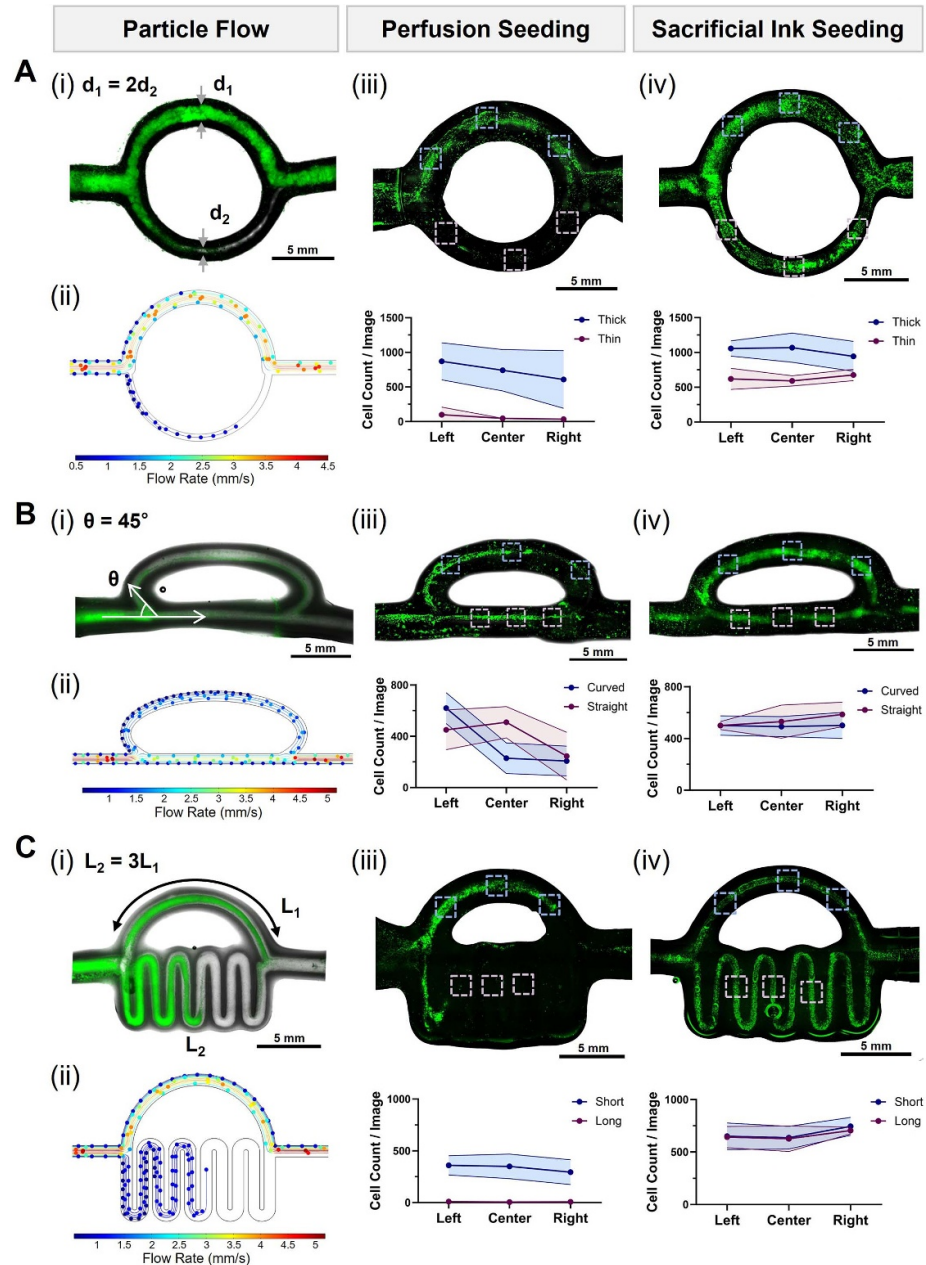 Particle Flow
Perfusion Seeding
Sacrificial Ink Seeding
A
(i) d₁ = 2d₂
d₁
d₂
5 mm
(iii)
5 mm
(iv)
5 mm
(ii)
0.5 1 1.5 2 2.5 3 3.5 4 4.5
Flow Rate (mm/s)
Cell Count / Image
1500
1000
500
0
Thick
Thin
Left Center Right
Cell Count / Image
1500
1000
500
0
Thick
Thin
Left Center Right
B
(i) θ = 45°
θ
5 mm
(iii)
5 mm
(iv)
5 mm
(ii)
1 1.5 2 2.5 3 3.5 4 4.5 5
Flow Rate (mm/s)
Cell Count / Image
800
400
0
Curved
Straight
Left Center Right
Cell Count / Image
800
400
0
Curved
Straight
Left Center Right
C
(i) L₂ = 3L₁
L₁
L₂
5 mm
(iii)
5 mm
(iv)
5 mm
(ii)
1 1.5 2 2.5 3 3.5 4 4.5 5
Flow Rate (mm/s)
Cell Count / Image
1000
500
0
Short
Long
Left Center Right
Cell Count / Image
1000
500
0
Short
Long
Left Center Right